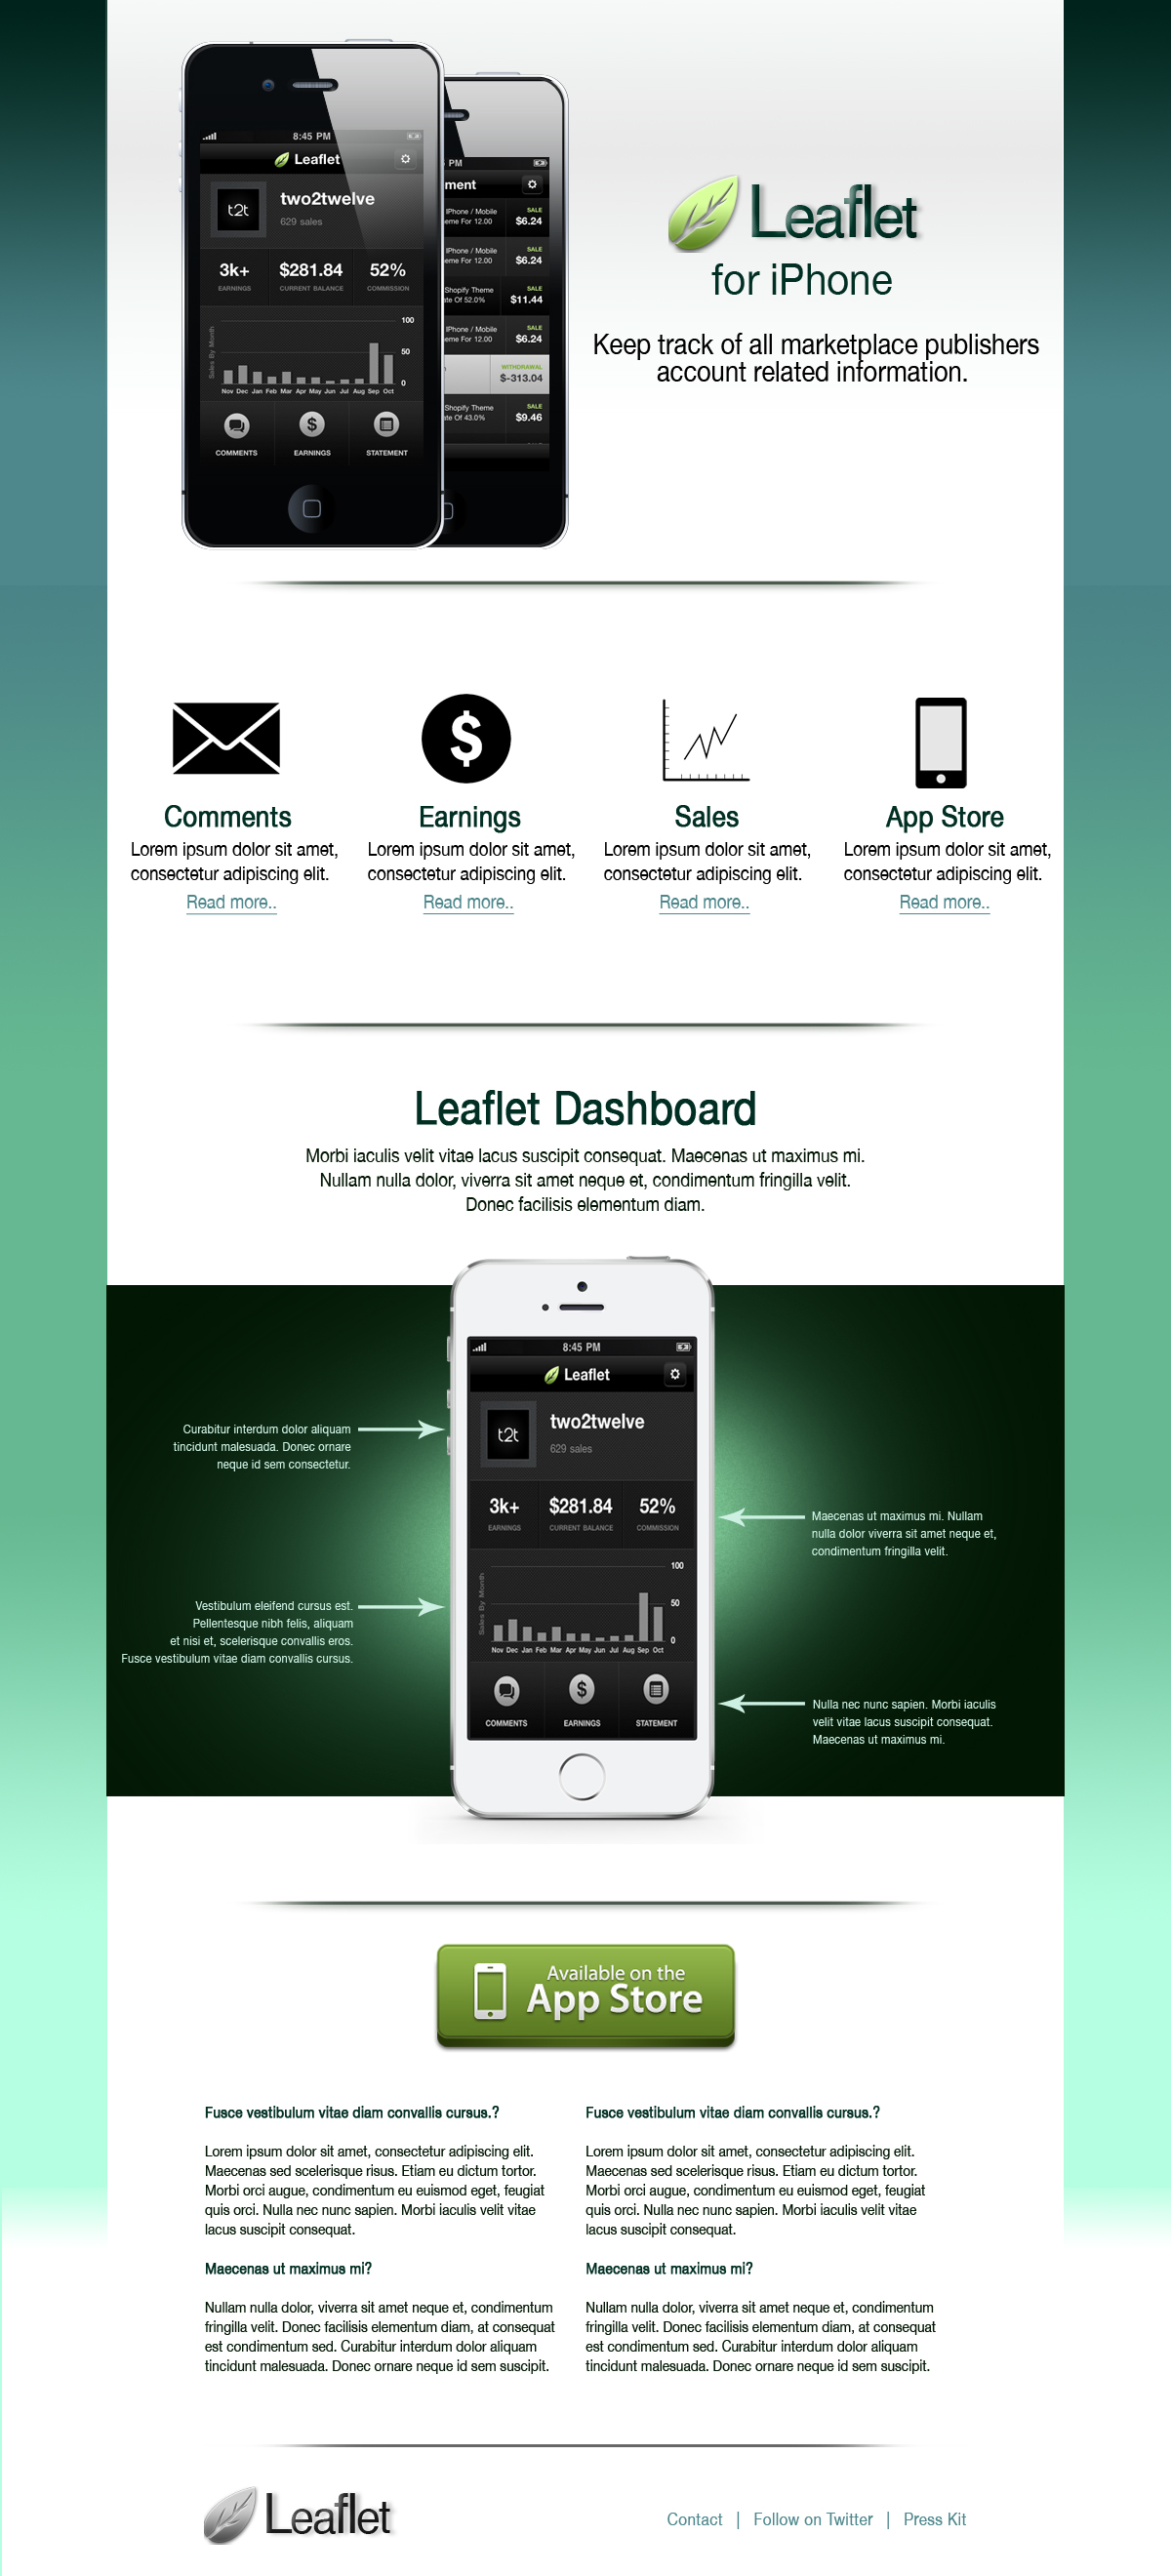 8:45 PM
Leaflet
two2twelve
t2t
629 sales
3k+
$281.84
52%
EARNINGS
CURRENT BALANCE
COMMISSION
Sales By Month
100
50
0
Nov Dec Jan Feb Mar Apr May Jun Jul Aug Sep Oct
COMMENTS
EARNINGS
STATEMENT
PM
ment
iPhone / Mobile
eme For 12.00
SALE
$6.24
iPhone / Mobile
eme For 12.00
SALE
$6.24
Shopify Theme
ate Of 52.0%
SALE
$11.44
iPhone / Mobile
eme For 12.00
SALE
$6.24
WITHDRAWAL
$-313.04
Shopify Theme
ate Of 43.0%
SALE
$9.46
Leaflet
for iPhone
Keep track of all marketplace publishers
account related information.
Comments
Lorem ipsum dolor sit amet,
consectetur adipiscing elit.
Read more..
Earnings
Lorem ipsum dolor sit amet,
consectetur adipiscing elit.
Read more..
Sales
Lorem ipsum dolor sit amet,
consectetur adipiscing elit.
Read more..
App Store
Lorem ipsum dolor sit amet,
consectetur adipiscing elit.
Read more..
Leaflet Dashboard
Morbi iaculis velit vitae lacus suscipit consequat. Maecenas ut maximus mi.
Nullam nulla dolor, viverra sit amet neque et, condimentum fringilla velit.
Donec facilisis elementum diam.
Curabitur interdum dolor aliquam
tincidunt malesuada. Donec ornare
neque id sem consectetur.
Vestibulum eleifend cursus est.
Pellentesque nibh felis, aliquam
et nisi et, scelerisque convallis eros.
Fusce vestibulum vitae diam convallis cursus.
8:45 PM
Leaflet
two2twelve
t2t
629 sales
3k+
$281.84
52%
EARNINGS
CURRENT BALANCE
COMMISSION
Sales By Month
100
50
0
Nov Dec Jan Feb Mar Apr May Jun Jul Aug Sep Oct
COMMENTS
EARNINGS
STATEMENT
Maecenas ut maximus mi. Nullam
nulla dolor viverra sit amet neque et,
condimentum fringilla velit.
Nulla nec nunc sapien. Morbi iaculis
velit vitae lacus suscipit consequat.
Maecenas ut maximus mi.
Available on the
App Store
Fusce vestibulum vitae diam convallis cursus.?
Lorem ipsum dolor sit amet, consectetur adipiscing elit.
Maecenas sed scelerisque risus. Etiam eu dictum tortor.
Morbi orci augue, condimentum eu euismod eget, feugiat
quis orci. Nulla nec nunc sapien. Morbi iaculis velit vitae
lacus suscipit consequat.
Maecenas ut maximus mi?
Nullam nulla dolor, viverra sit amet neque et, condimentum
fringilla velit. Donec facilisis elementum diam, at consequat
est condimentum sed. Curabitur interdum dolor aliquam
tincidunt malesuada. Donec ornare neque id sem suscipit.
Fusce vestibulum vitae diam convallis cursus.?
Lorem ipsum dolor sit amet, consectetur adipiscing elit.
Maecenas sed scelerisque risus. Etiam eu dictum tortor.
Morbi orci augue, condimentum eu euismod eget, feugiat
quis orci. Nulla nec nunc sapien. Morbi iaculis velit vitae
lacus suscipit consequat.
Maecenas ut maximus mi?
Nullam nulla dolor, viverra sit amet neque et, condimentum
fringilla velit. Donec facilisis elementum diam, at consequat
est condimentum sed. Curabitur interdum dolor aliquam
tincidunt malesuada. Donec ornare neque id sem suscipit.
Leaflet
Contact | Follow on Twitter | Press Kit